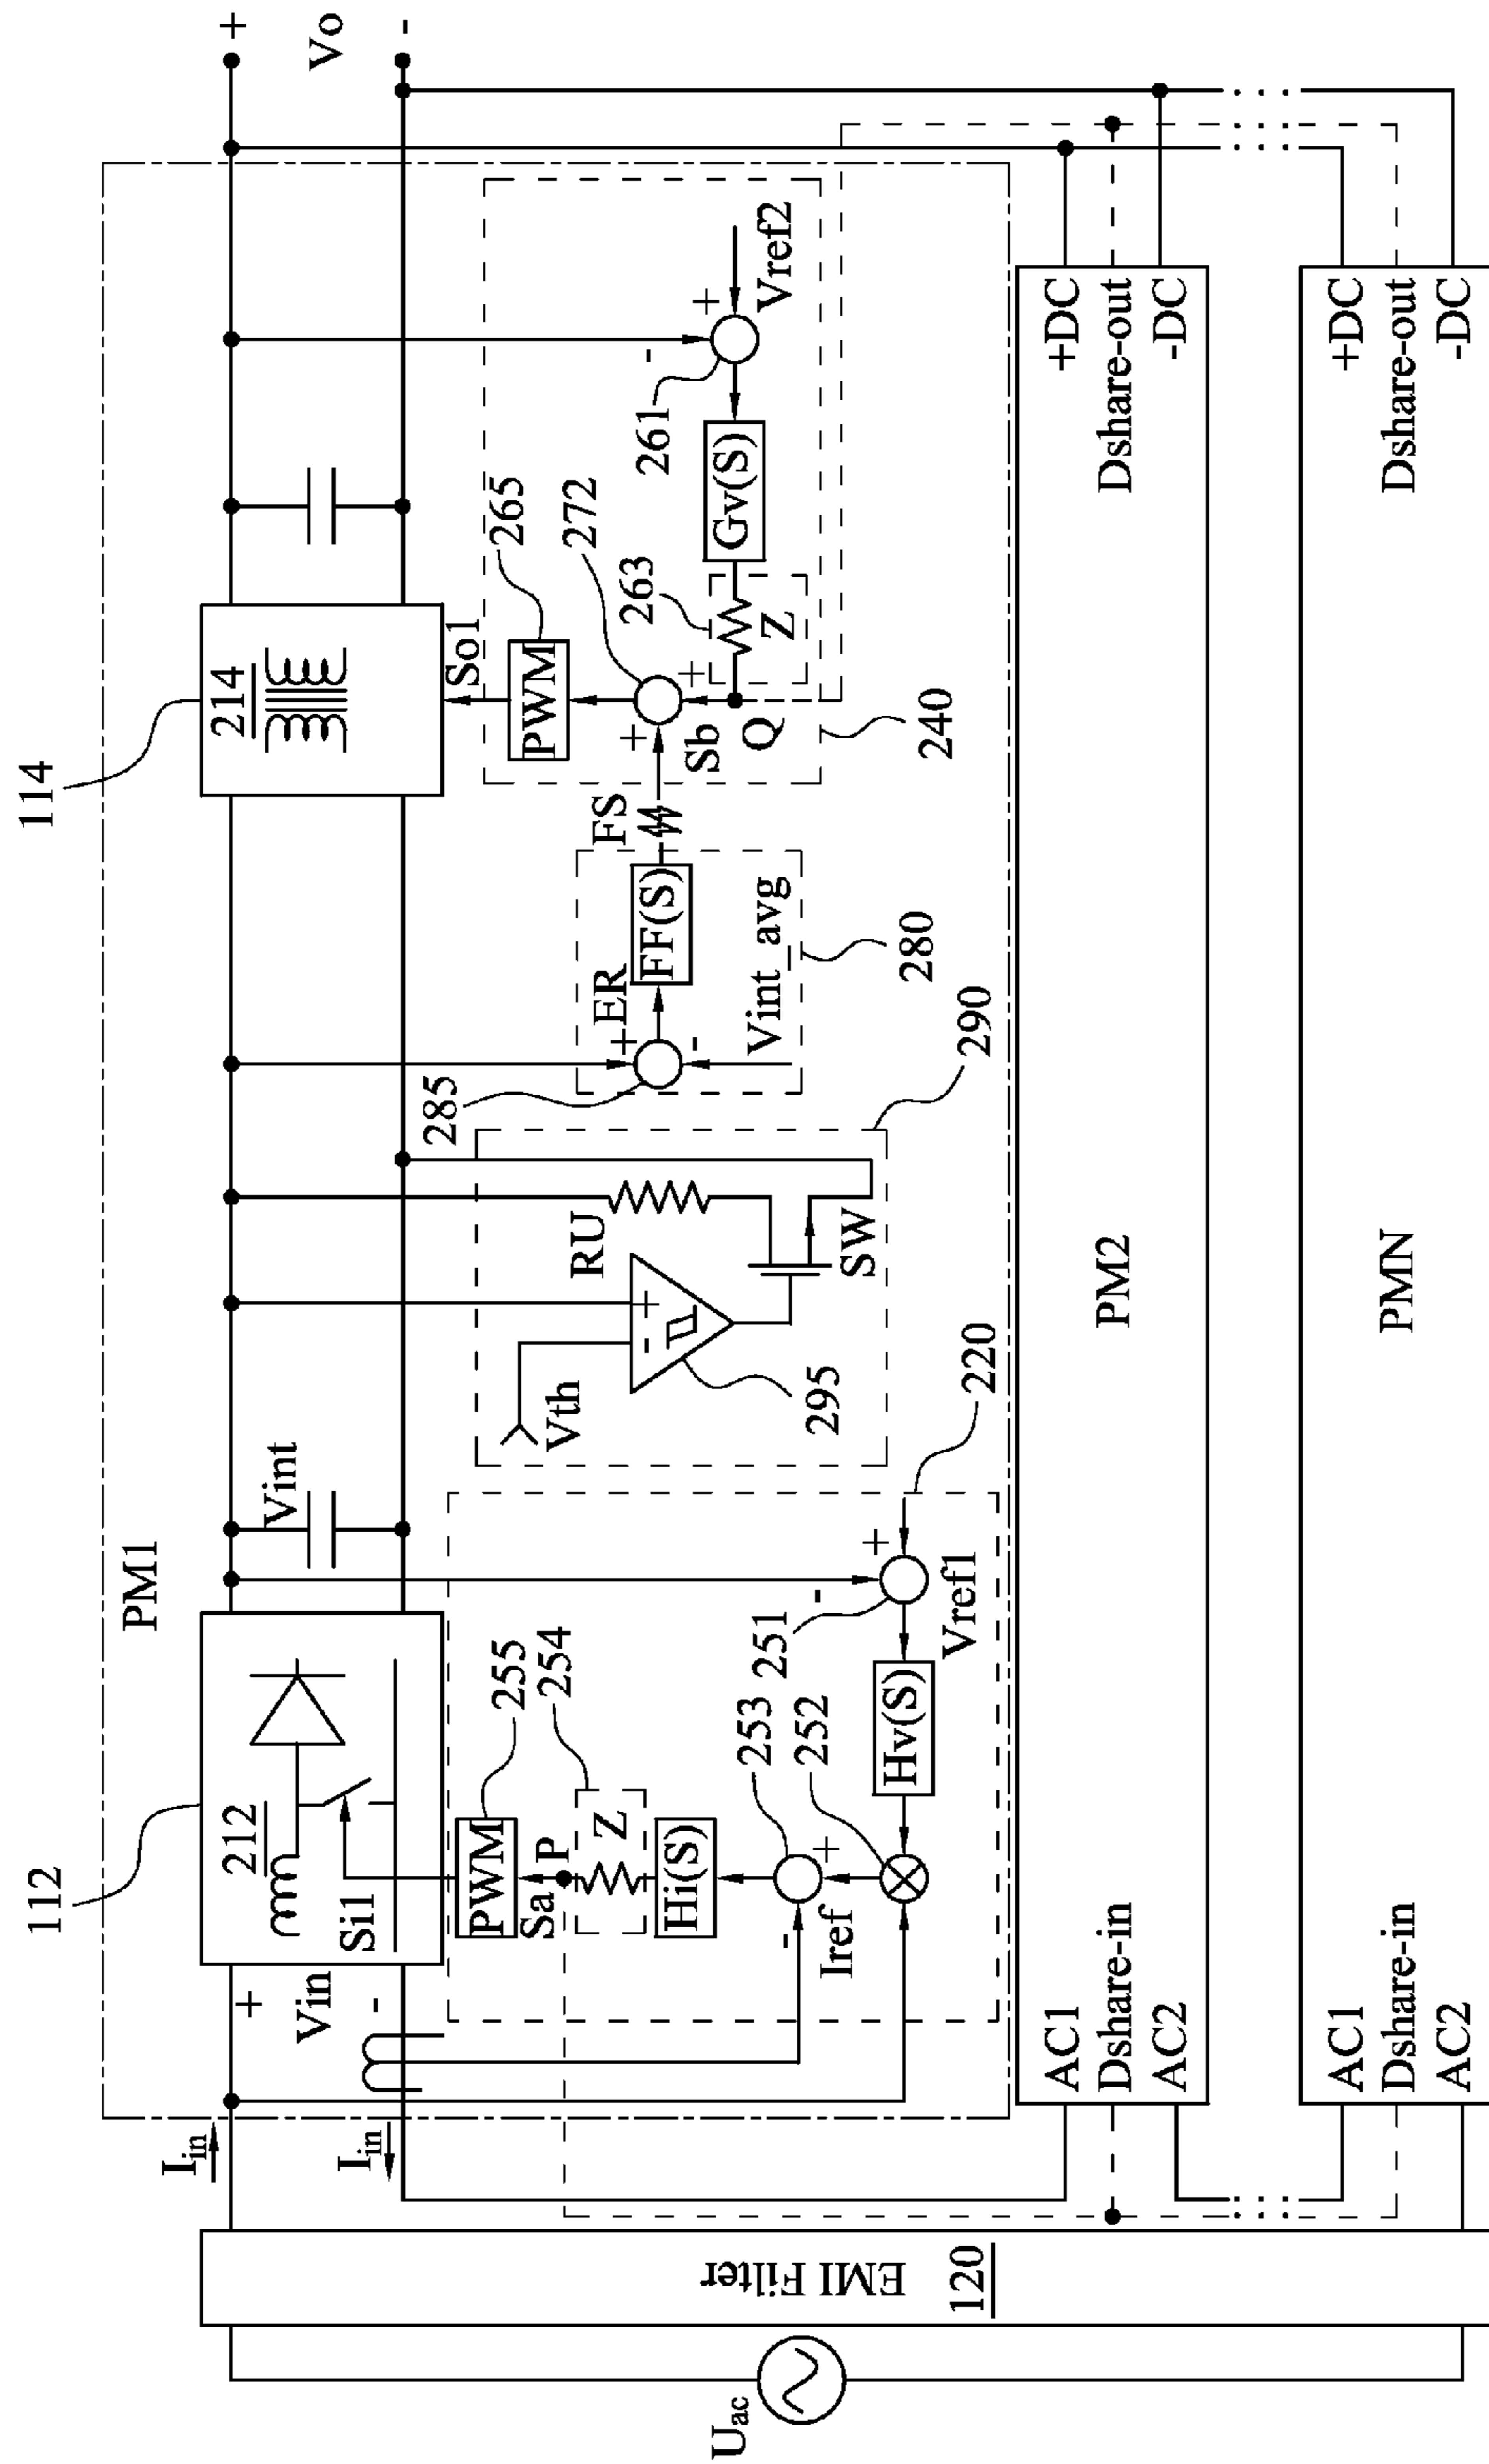 114
112
PM1
+
Vo
-
I_in
I_in
+
Vin
-
212
Si1
Vint
214
So1
PWM
255
254
Sa
P
Z
Hi(S)
253
252
Iref
-
+
Hv(S)
251
Vref1
-
+
220
Vth
-
+
295
RU
SW
290
285
+
ER
-
Vint_avg
FF(S)
280
FS
PWM
265
272
+
+
Sb
Q
263
Z
240
Gv(S)
261
-
+
Vref2
U_ac
EMI Filter
120
AC1
Dshare-in
AC2
PM2
+DC
Dshare-out
-DC
AC1
Dshare-in
AC2
PMN
+DC
Dshare-out
-DC